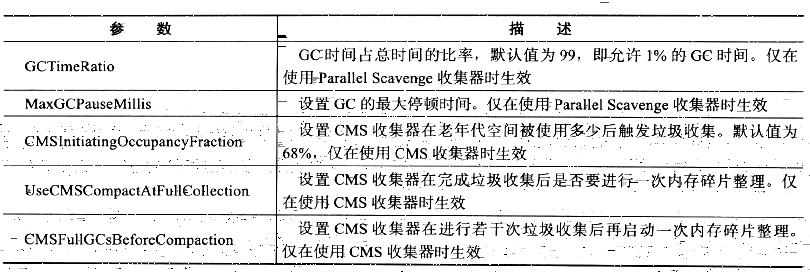 参 数 描 述
GCTimeRatio GC 时间占总时间的比率，默认值为 99，即允许 1% 的 GC 时间。仅在
使用 Parallel Scavenge 收集器时生效
MaxGCPauseMillis 设置 GC 的最大停顿时间。仅在使用 Parallel Scavenge 收集器时生效
CMSInitiatingOccupancyFraction 设置 CMS 收集器在老年代空间被使用多少后触发垃圾收集。默认值为
68%，仅在使用 CMS 收集器时生效
UseCMSCompactAtFullCollection 设置 CMS 收集器在完成垃圾收集后是否要进行一次内存碎片整理。仅
在使用 CMS 收集器时生效
CMSFullGCsBeforeCompaction 设置 CMS 收集器在进行若干次垃圾收集后再启动一次内存碎片整理。
仅在使用 CMS 收集器时生效